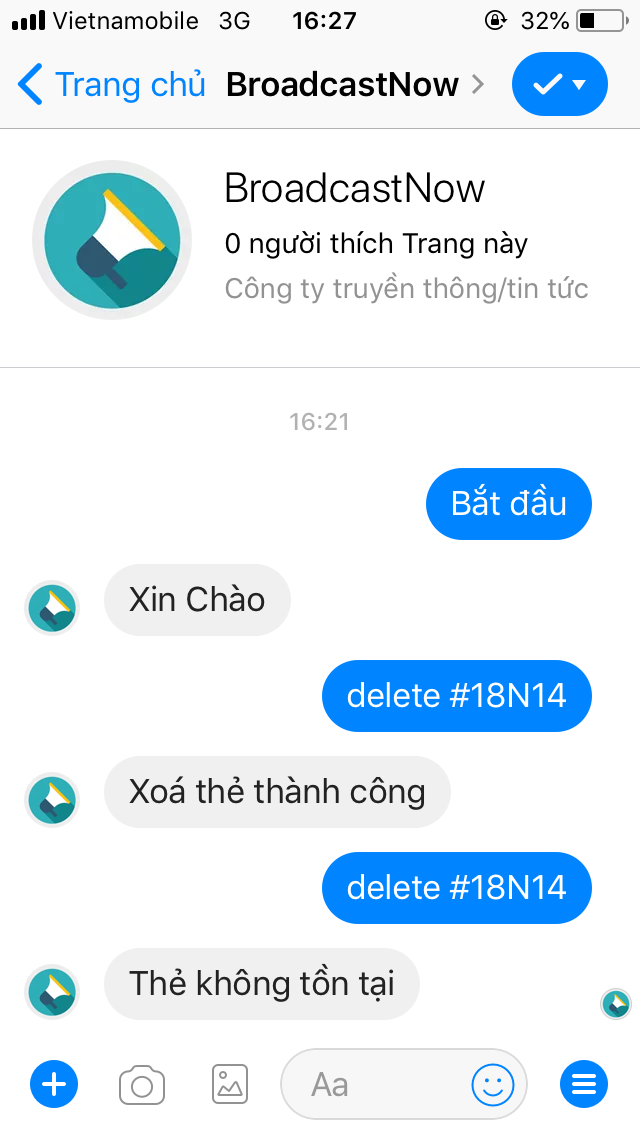 Vietnamobile 3G 16:27 32%
Trang chủ BroadcastNow
BroadcastNow
0 người thích Trang này
Công ty truyền thông/tin tức
16:21
Bắt đầu
Xin Chào
delete #18N14
Xoá thẻ thành công
delete #18N14
Thẻ không tồn tại
Aa